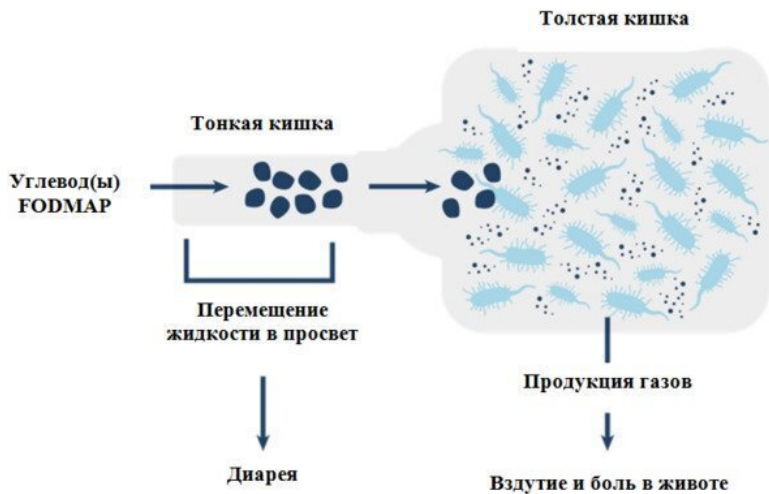 Толстая кишка
Тонкая кишка
Углевод(ы)
FODMAP
Перемещение
жидкости в просвет
Продукция газов
Диарея
Вздутие и боль в животе